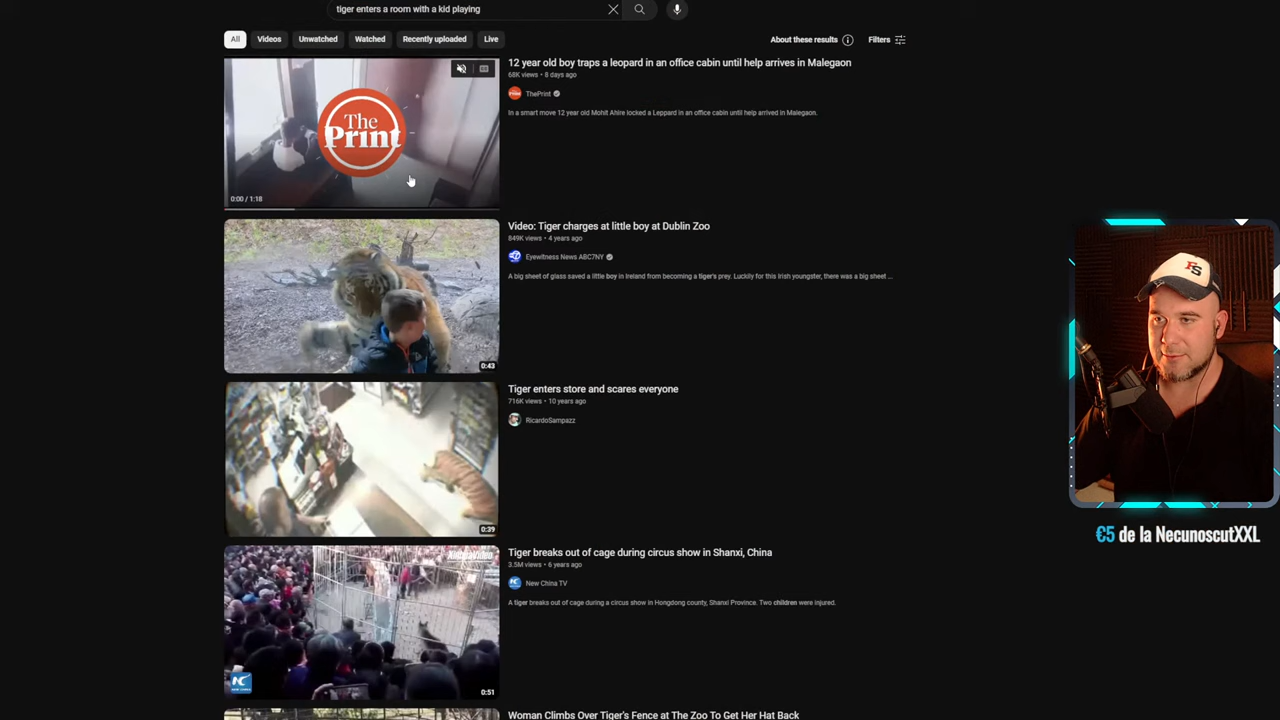 tiger enters a room with a kid playing
All
Videos
Unwatched
Watched
Recently uploaded
Live
About these results
Filters
The
Print
0:00 / 1:18
12 year old boy traps a leopard in an office cabin until help arrives in Malegaon
68K views • 8 days ago
ThePrint
In a smart move 12 year old Mohit Ahire locked a Leppard in an office cabin until help arrived in Malegaon.
0:43
Video: Tiger charges at little boy at Dublin Zoo
849K views • 4 years ago
Eyewitness News ABC7NY
A big sheet of glass saved a little boy in Ireland from becoming a tiger's prey. Luckily for this Irish youngster, there was a big sheet ...
FS
0:39
Tiger enters store and scares everyone
716K views • 10 years ago
RicardoSampazz
€5 de la NecunoscutXXL
NEW CHINA
0:51
Tiger breaks out of cage during circus show in Shanxi, China
3.5M views • 6 years ago
New China TV
A tiger breaks out of cage during a circus show in Hongdong county, Shanxi Province. Two children were injured.
Woman Climbs Over Tiger's Fence at The Zoo To Get Her Hat Back